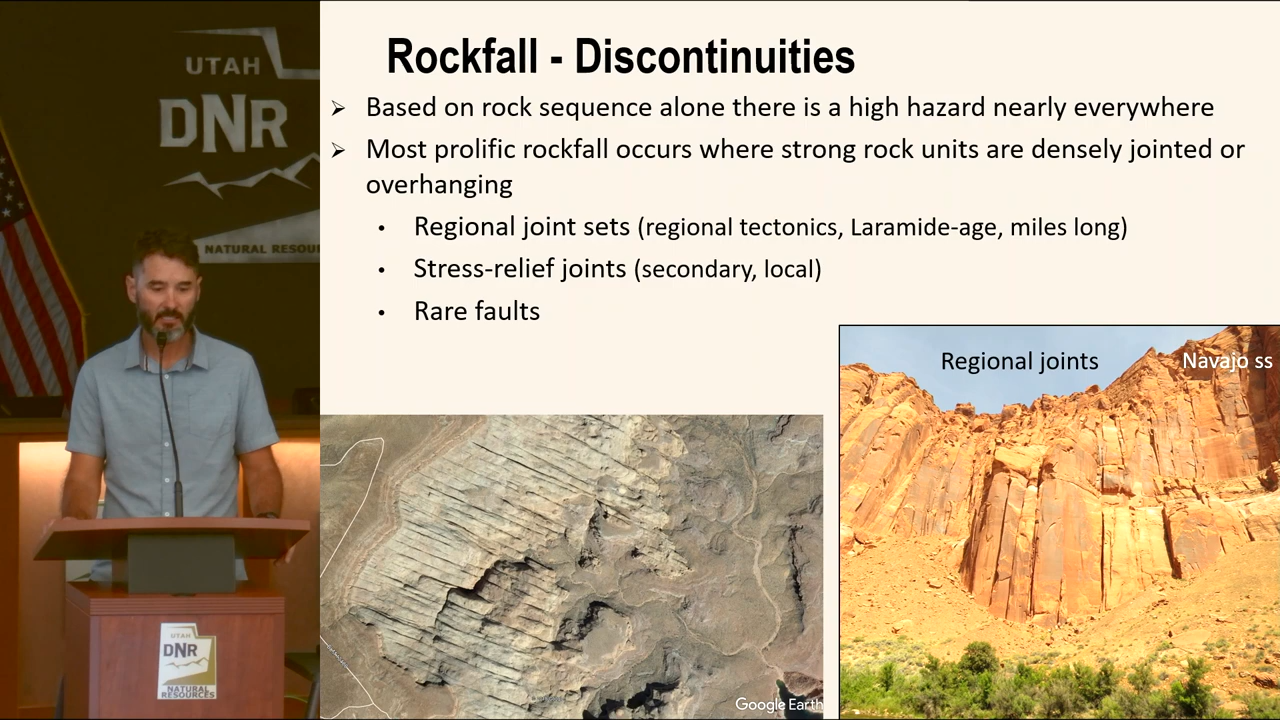 UTAH
DNR
NATURAL RESOU
UTAH
DNR
NATURAL
RESOURCES
Rockfall - Discontinuities
Based on rock sequence alone there is a high hazard nearly everywhere
Most prolific rockfall occurs where strong rock units are densely jointed or
overhanging
Regional joint sets (regional tectonics, Laramide-age, miles long)
Stress-relief joints (secondary, local)
Rare faults
Regional joints
Navajo ss
Google Earth